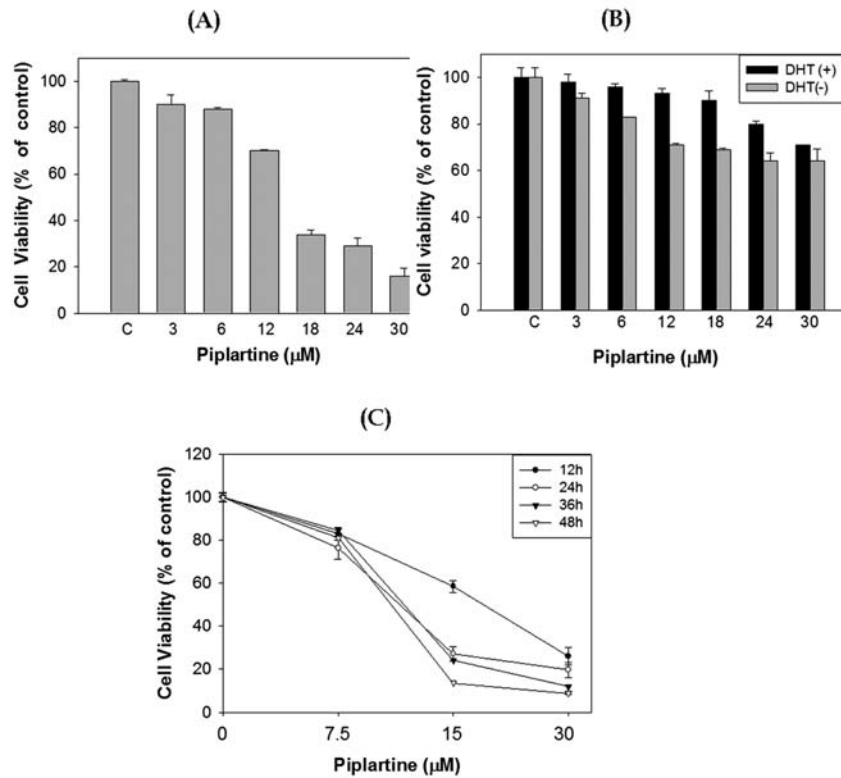 (A)
Cell Viability (% of control)
100
80
60
40
20
0
C 3 6 12 18 24 30
Piplartine (μM)
(B)
Cell viability (% of control)
DHT (+)
DHT(-)
100
80
60
40
20
0
C 3 6 12 18 24 30
Piplartine (μM)
(C)
Cell Viability (% of control)
12h
24h
36h
48h
120
100
80
60
40
20
0
0 7.5 15 30
Piplartine (μM)